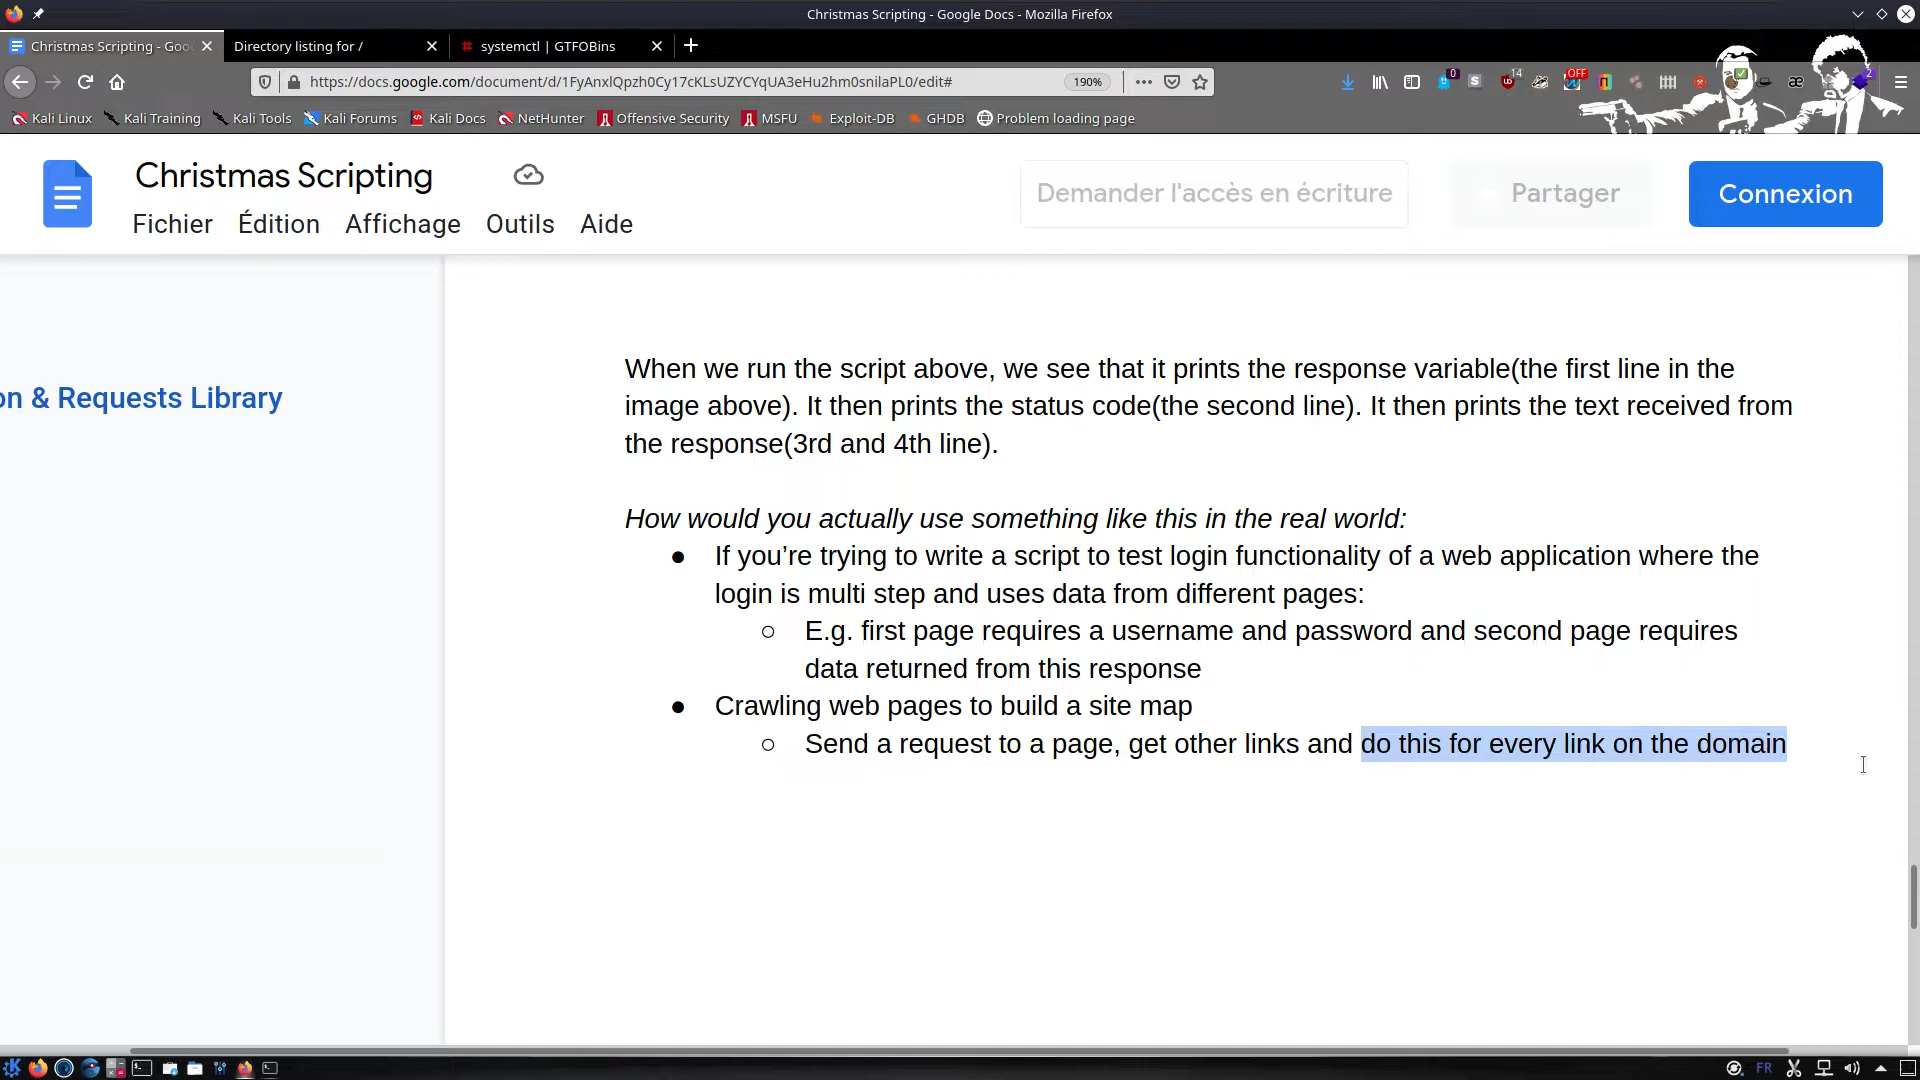 Christmas Scripting - Google Docs - Mozilla Firefox
Christmas Scripting - Goo
Directory listing for /
systemctl | GTFOBins
https://docs.google.com/document/d/1FyAnxlQpzh0Cy17cKLsUZYCYqUA3eHu2hm0snilaPL0/edit#
190%
0
S
14
OFF
æ
2
Kali Linux
Kali Training
Kali Tools
Kali Forums
Kali Docs
NetHunter
Offensive Security
MSFU
Exploit-DB
GHDB
Problem loading page
Christmas Scripting
Demander l'accès en écriture
Partager
Connexion
Fichier
Édition
Affichage
Outils
Aide
on & Requests Library
When we run the script above, we see that it prints the response variable(the first line in the
image above). It then prints the status code(the second line). It then prints the text received from
the response(3rd and 4th line).
How would you actually use something like this in the real world:
● If you’re trying to write a script to test login functionality of a web application where the
login is multi step and uses data from different pages:
○ E.g. first page requires a username and password and second page requires
data returned from this response
● Crawling web pages to build a site map
○ Send a request to a page, get other links and do this for every link on the domain
FR